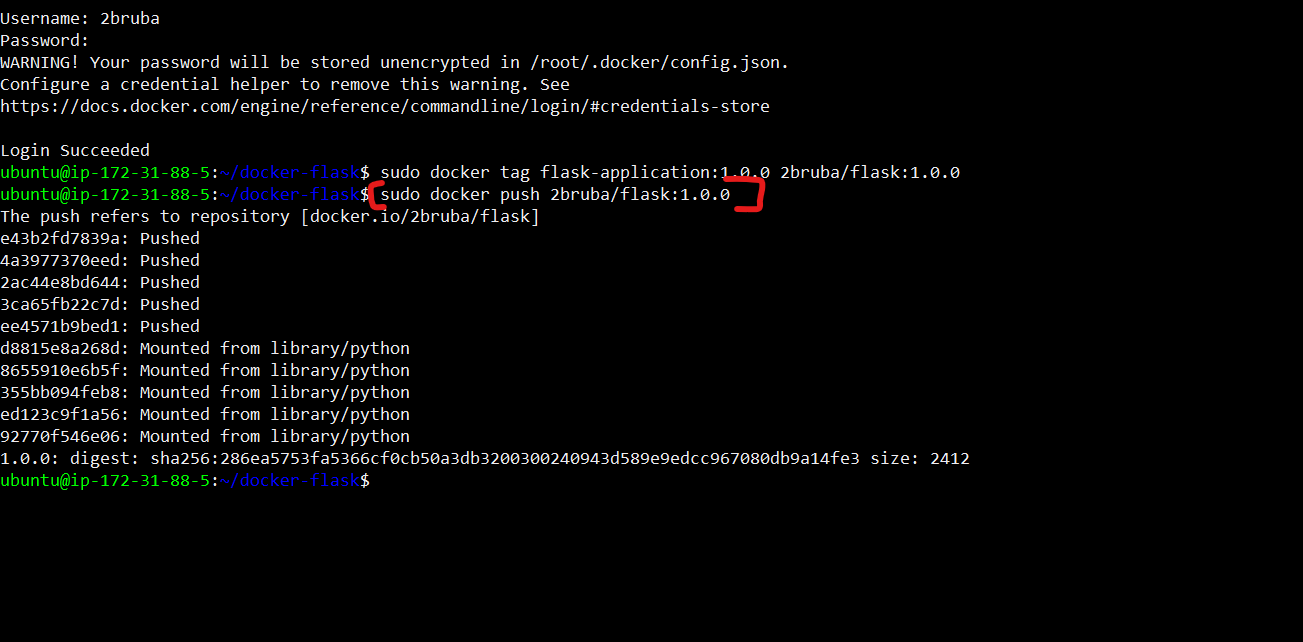 Username: 2bruba
Password:
WARNING! Your password will be stored unencrypted in /root/.docker/config.json.
Configure a credential helper to remove this warning. See
https://docs.docker.com/engine/reference/commandline/login/#credentials-store
Login Succeeded
ubuntu@ip-172-31-88-5:~/docker-flask$ sudo docker tag flask-application:1.0.0 2bruba/flask:1.0.0
ubuntu@ip-172-31-88-5:~/docker-flask$ sudo docker push 2bruba/flask:1.0.0
The push refers to repository [docker.io/2bruba/flask]
e43b2fd7839a: Pushed
4a3977370eed: Pushed
2ac44e8bd644: Pushed
3ca65fb22c7d: Pushed
ee4571b9bed1: Pushed
d8815e8a268d: Mounted from library/python
8655910e6b5f: Mounted from library/python
355bb094feb8: Mounted from library/python
ed123c9f1a56: Mounted from library/python
92770f546e06: Mounted from library/python
1.0.0: digest: sha256:286ea5753fa5366cf0cb50a3db3200300240943d589e9edcc967080db9a14fe3 size: 2412
ubuntu@ip-172-31-88-5:~/docker-flask$